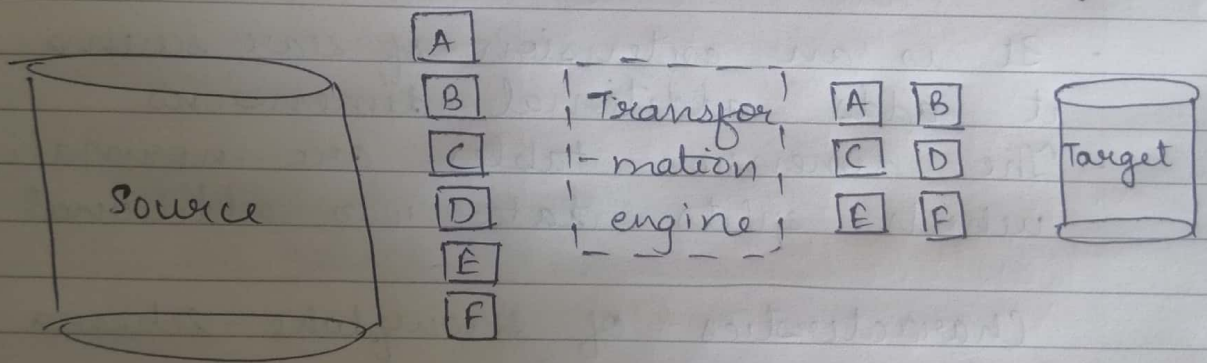 Source
A
B
C
D
E
F
Transfor
- mation
engine
A B
C D
E F
Target